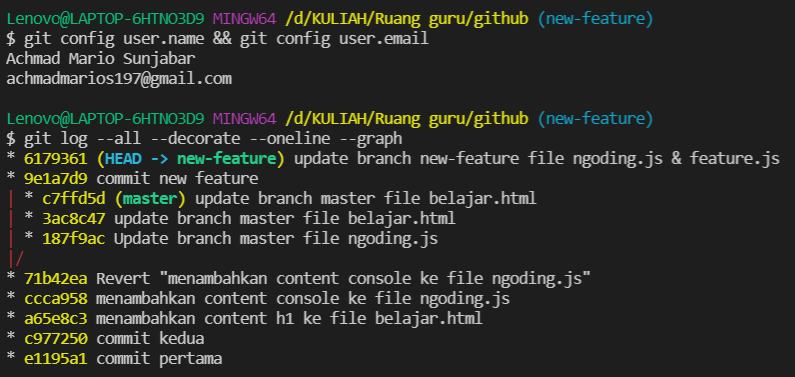 Lenovo@LAPTOP-6HTNO3D9 MINGW64 /d/KULIAH/Ruang guru/github (new-feature)
$ git config user.name && git config user.email
Achmad Mario Sunjabar
achmadmarios197@gmail.com
Lenovo@LAPTOP-6HTNO3D9 MINGW64 /d/KULIAH/Ruang guru/github (new-feature)
$ git log --all --decorate --oneline --graph
* 6179361 (HEAD -> new-feature) update branch new-feature file ngoding.js & feature.js
* 9e1a7d9 commit new feature
| * c7ffd5d (master) update branch master file belajar.html
| * 3ac8c47 update branch master file belajar.html
| * 187f9ac Update branch master file ngoding.js
|/
* 71b42ea Revert "menambahkan content console ke file ngoding.js"
* ccca958 menambahkan content console ke file ngoding.js
* a65e8c3 menambahkan content h1 ke file belajar.html
* c977250 commit kedua
* e1195a1 commit pertama